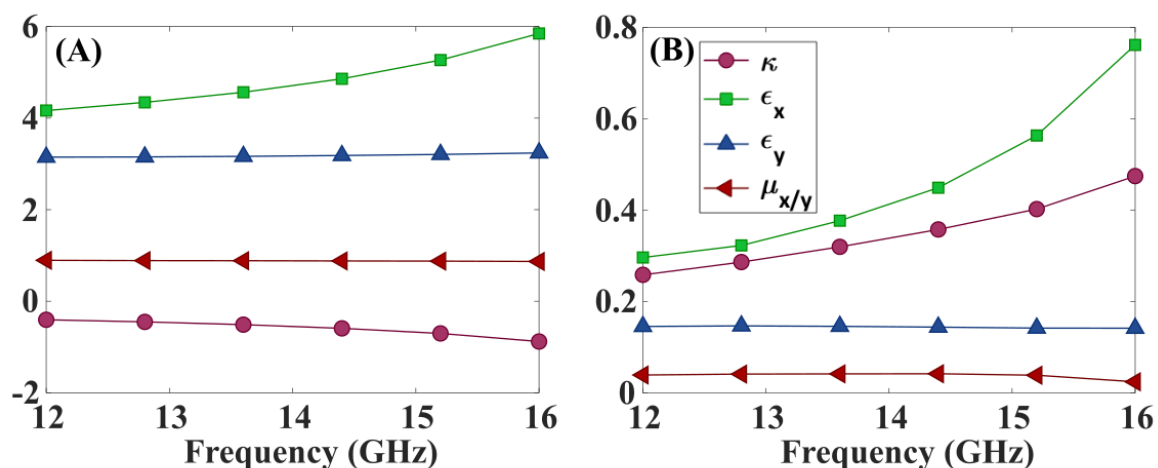 (A)
6
4
2
0
-2
12 13 14 15 16
Frequency (GHz)
(B)
0.8
0.6
0.4
0.2
0
κ
ϵx
ϵy
μx/y
12 13 14 15 16
Frequency (GHz)